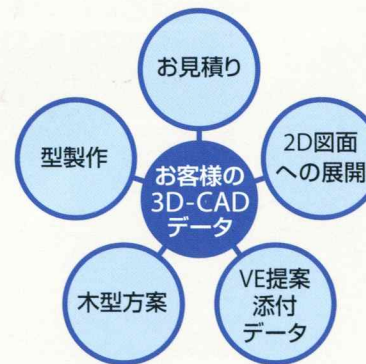 お見積り
2D図面
への展開
VE提案
添付
データ
木型方案
型製作
お客様の
3D-CAD
データ